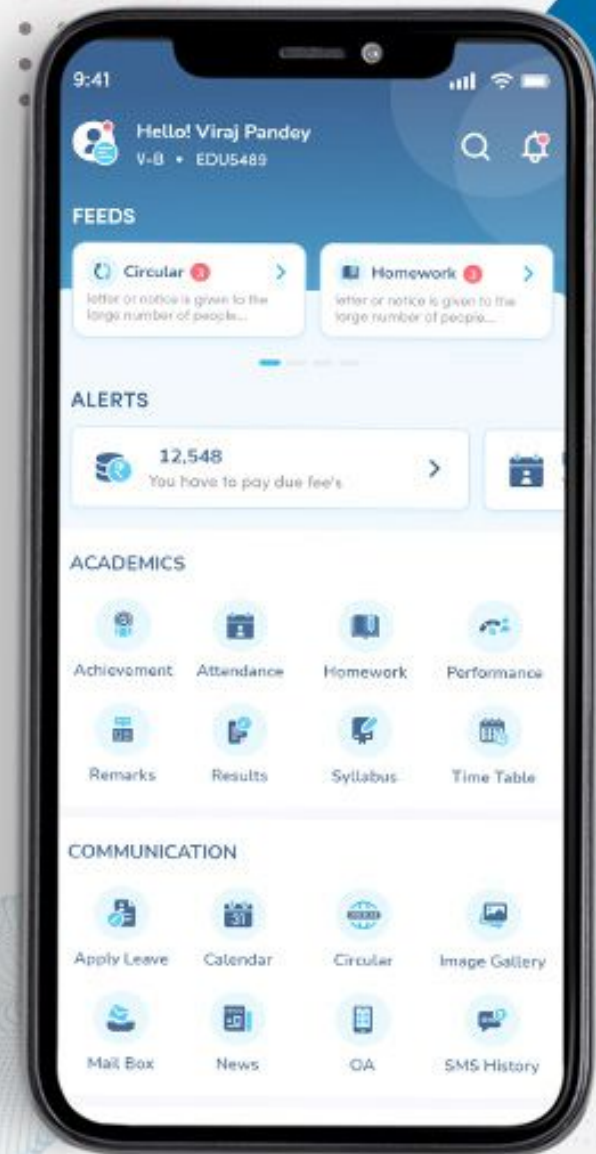 9:41
Hello! Viraj Pandey
V-B • EDU5489
FEEDS
Circular 3
letter or notice is given to the
large number of people...
Homework 3
letter or notice is given to the
large number of people...
ALERTS
12,548
You have to pay due fee's
ACADEMICS
Achievement Attendance Homework Performance
Remarks Results Syllabus Time Table
COMMUNICATION
31
Apply Leave Calendar Circular Image Gallery
Mail Box News OA SMS History